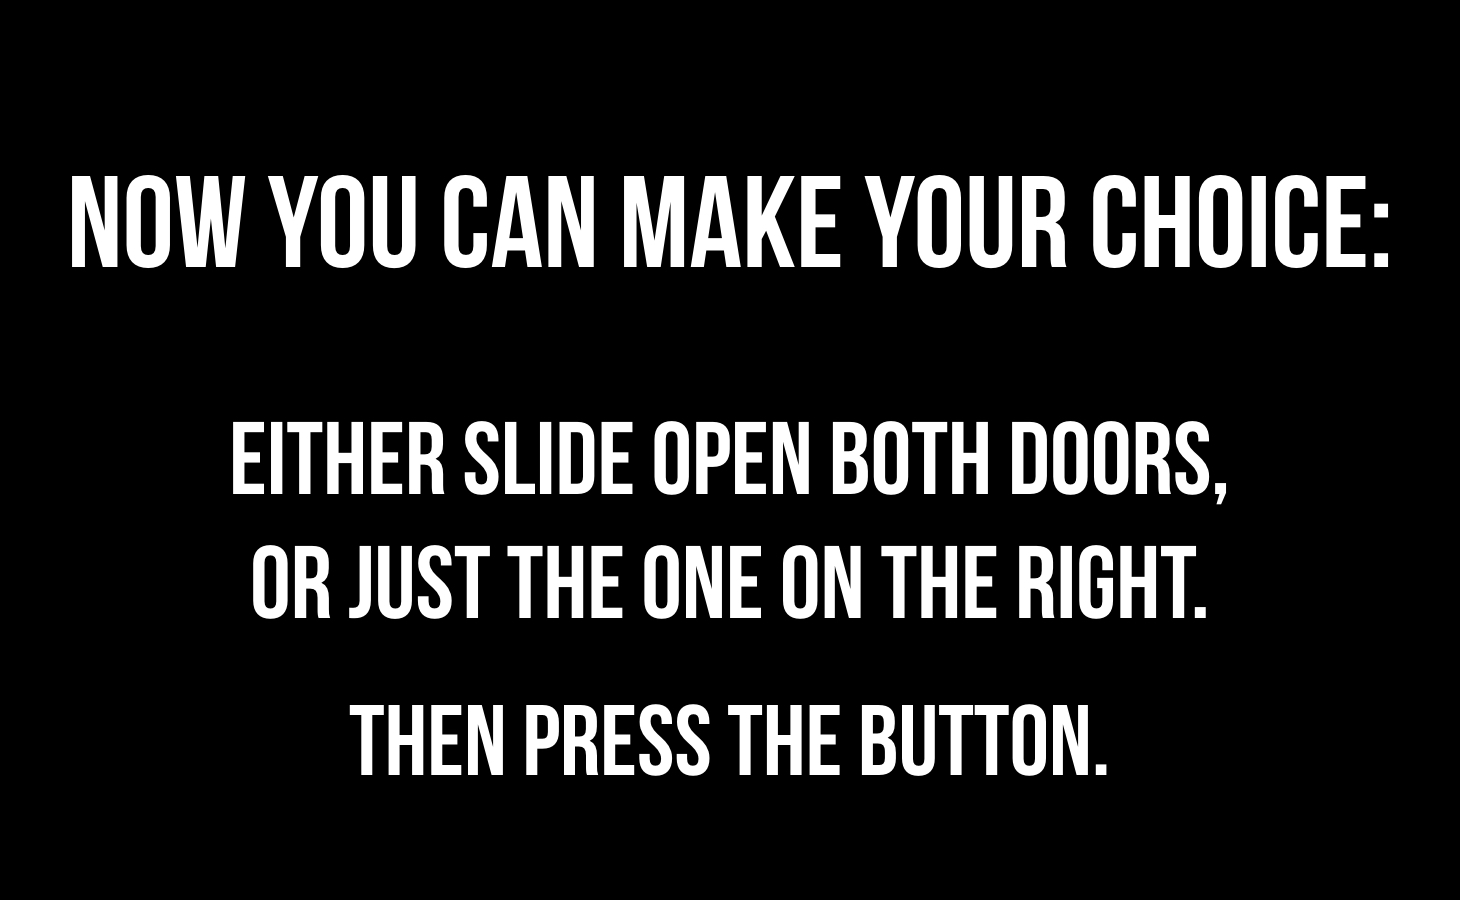 NOW YOU CAN MAKE YOUR CHOICE:
EITHER SLIDE OPEN BOTH DOORS,
OR JUST THE ONE ON THE RIGHT.
THEN PRESS THE BUTTON.